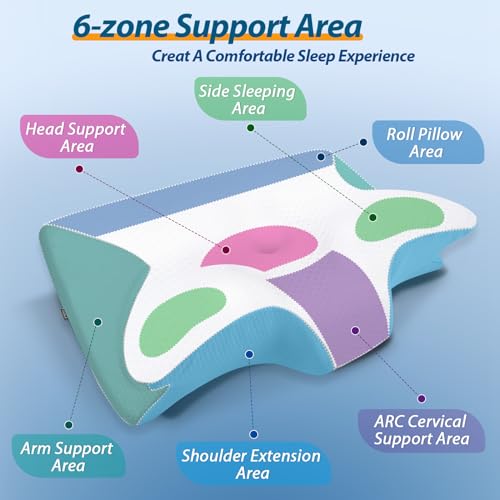 6-zone Support Area
Creat A Comfortable Sleep Experience
Side Sleeping
Area
Head Support
Area
Roll Pillow
Area
ARC Cervical
Support Area
Arm Support
Area
Shoulder Extension
Area